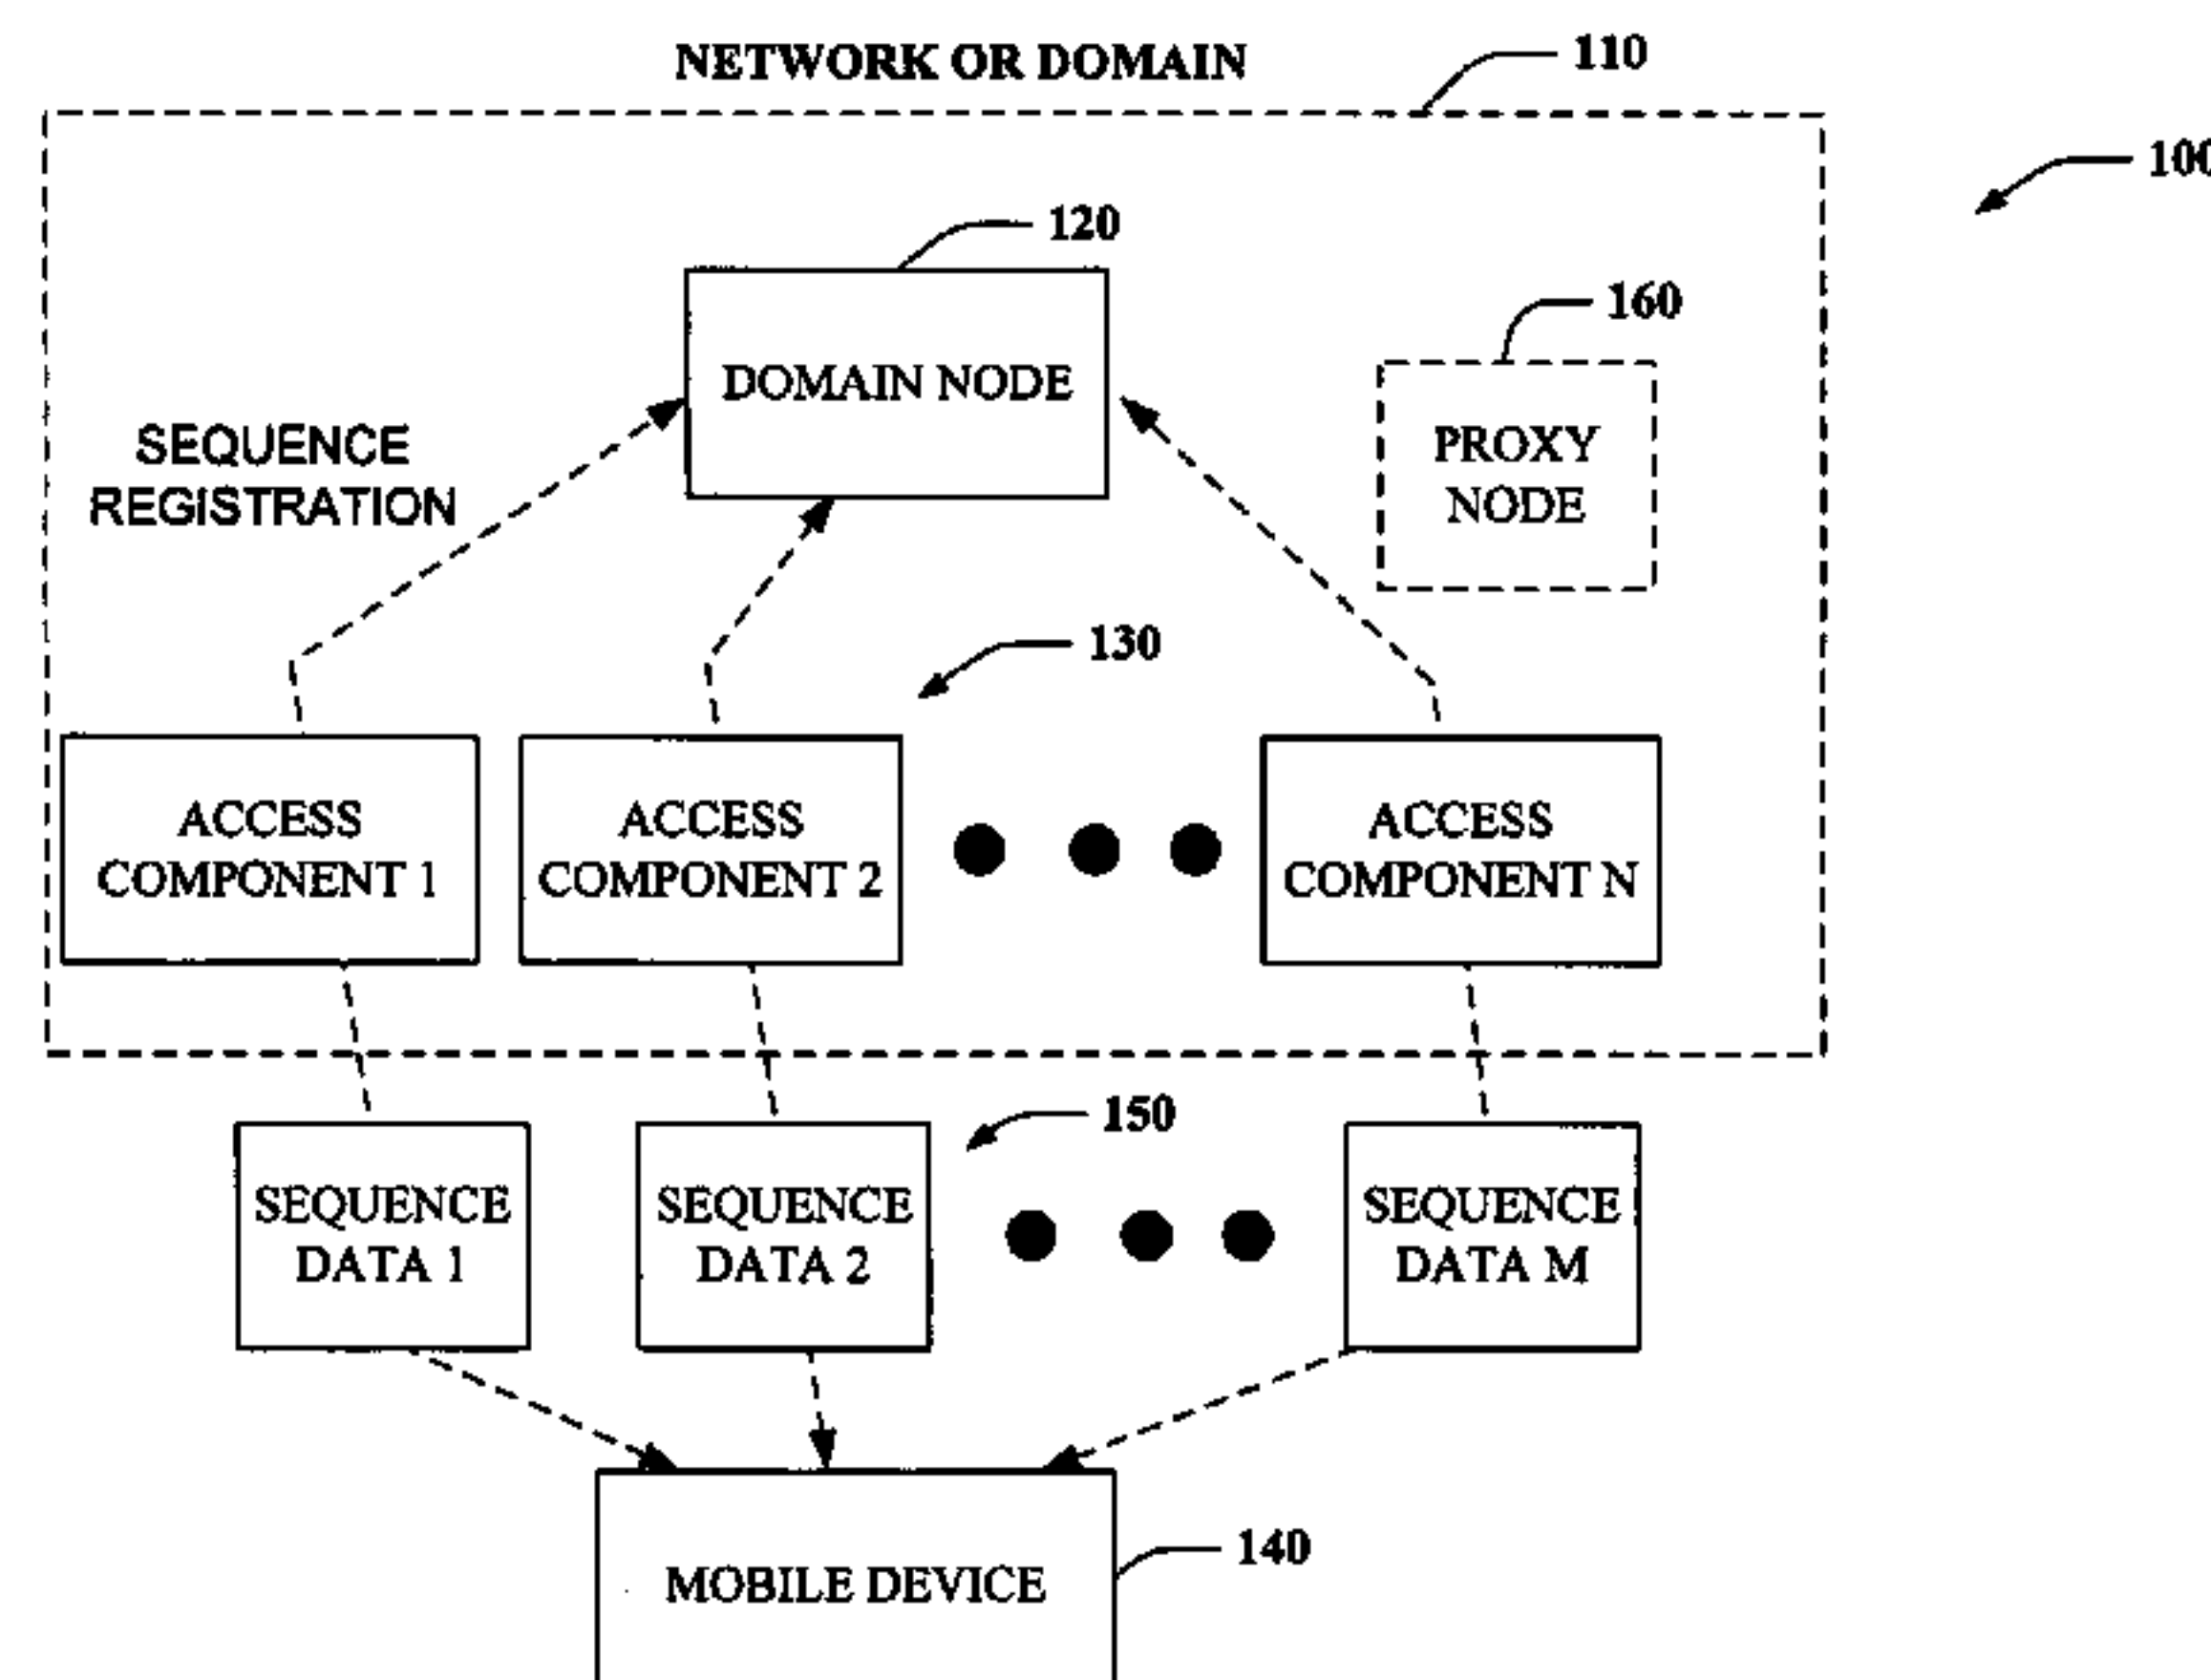 NETWORK OR DOMAIN
110
100
120
DOMAIN NODE
160
PROXY
NODE
SEQUENCE
REGISTRATION
130
ACCESS
COMPONENT 1
ACCESS
COMPONENT 2
ACCESS
COMPONENT N
150
SEQUENCE
DATA 1
SEQUENCE
DATA 2
SEQUENCE
DATA M
140
MOBILE DEVICE